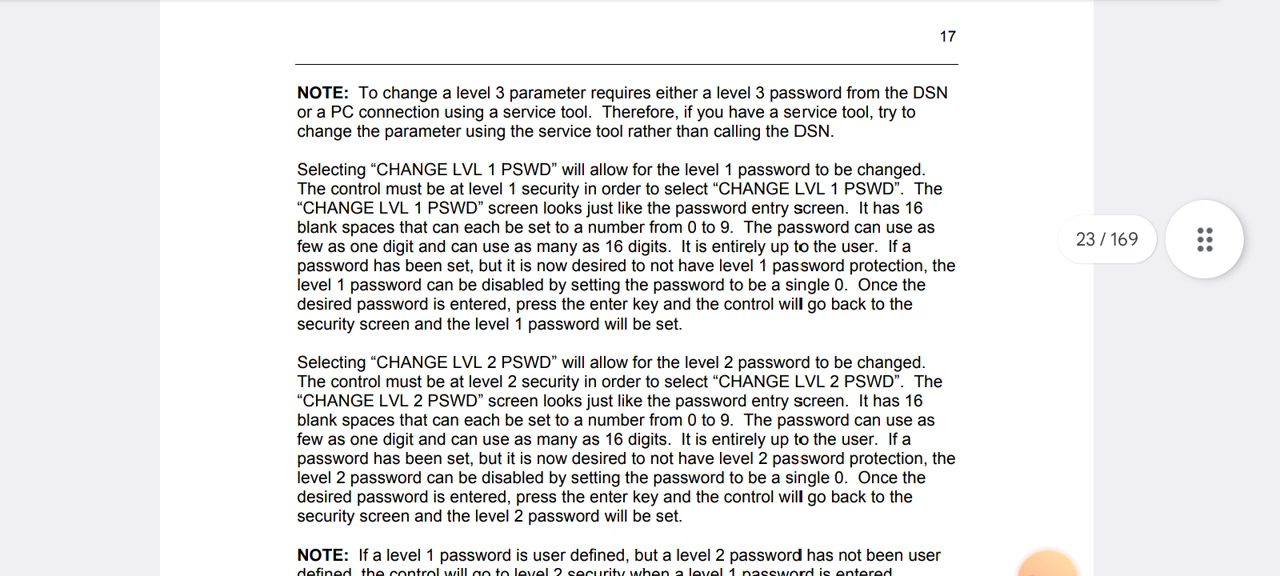 17
NOTE: To change a level 3 parameter requires either a level 3 password from the DSN
or a PC connection using a service tool. Therefore, if you have a service tool, try to
change the parameter using the service tool rather than calling the DSN.
Selecting “CHANGE LVL 1 PSWD” will allow for the level 1 password to be changed.
The control must be at level 1 security in order to select “CHANGE LVL 1 PSWD”. The
“CHANGE LVL 1 PSWD” screen looks just like the password entry screen. It has 16
blank spaces that can each be set to a number from 0 to 9. The password can use as
few as one digit and can use as many as 16 digits. It is entirely up to the user. If a
password has been set, but it is now desired to not have level 1 password protection, the
level 1 password can be disabled by setting the password to be a single 0. Once the
desired password is entered, press the enter key and the control will go back to the
security screen and the level 1 password will be set.
23 / 169
Selecting “CHANGE LVL 2 PSWD” will allow for the level 2 password to be changed.
The control must be at level 2 security in order to select “CHANGE LVL 2 PSWD”. The
“CHANGE LVL 2 PSWD” screen looks just like the password entry screen. It has 16
blank spaces that can each be set to a number from 0 to 9. The password can use as
few as one digit and can use as many as 16 digits. It is entirely up to the user. If a
password has been set, but it is now desired to not have level 2 password protection, the
level 2 password can be disabled by setting the password to be a single 0. Once the
desired password is entered, press the enter key and the control will go back to the
security screen and the level 2 password will be set.
NOTE: If a level 1 password is user defined, but a level 2 password has not been user
defined, the control will go to level 2 security when a level 1 password is entered.